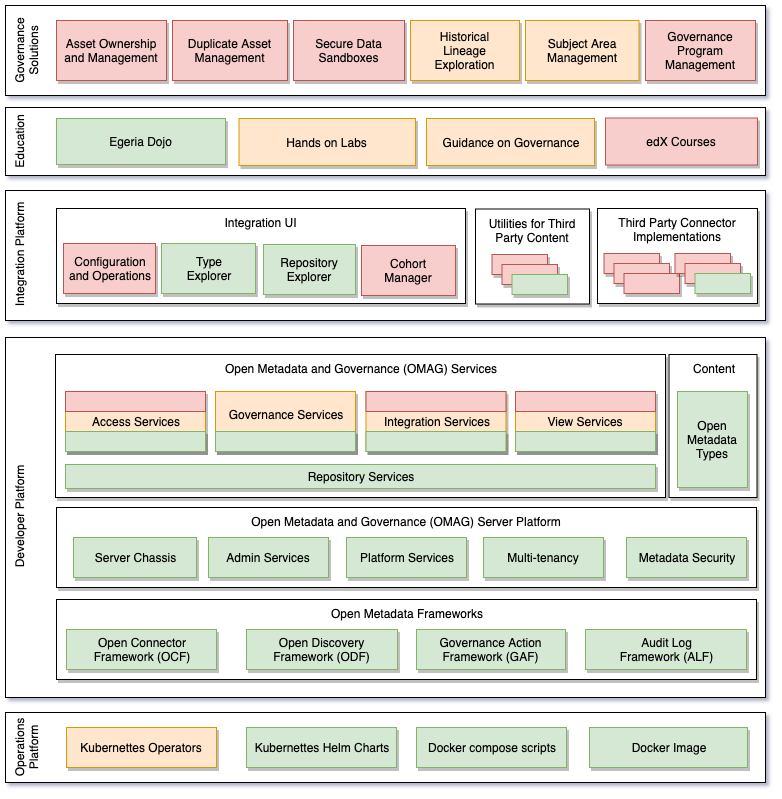 Governance
Solutions
Asset Ownership
and Management
Duplicate Asset
Management
Secure Data
Sandboxes
Historical
Lineage
Exploration
Subject Area
Management
Governance
Program
Management
Education
Egeria Dojo
Hands on Labs
Guidance on Governance
edX Courses
Integration Platform
Integration UI
Configuration
and Operations
Type
Explorer
Repository
Explorer
Cohort
Manager
Utilities for Third
Party Content
Third Party Connector
Implementations
Developer Platform
Open Metadata and Governance (OMAG) Services
Access Services
Governance Services
Integration Services
View Services
Repository Services
Content
Open
Metadata
Types
Open Metadata and Governance (OMAG) Server Platform
Server Chassis
Admin Services
Platform Services
Multi-tenancy
Metadata Security
Open Metadata Frameworks
Open Connector
Framework (OCF)
Open Discovery
Framework (ODF)
Governance Action
Framework (GAF)
Audit Log
Framework (ALF)
Operations
Platform
Kubernettes Operators
Kubernettes Helm Charts
Docker compose scripts
Docker Image